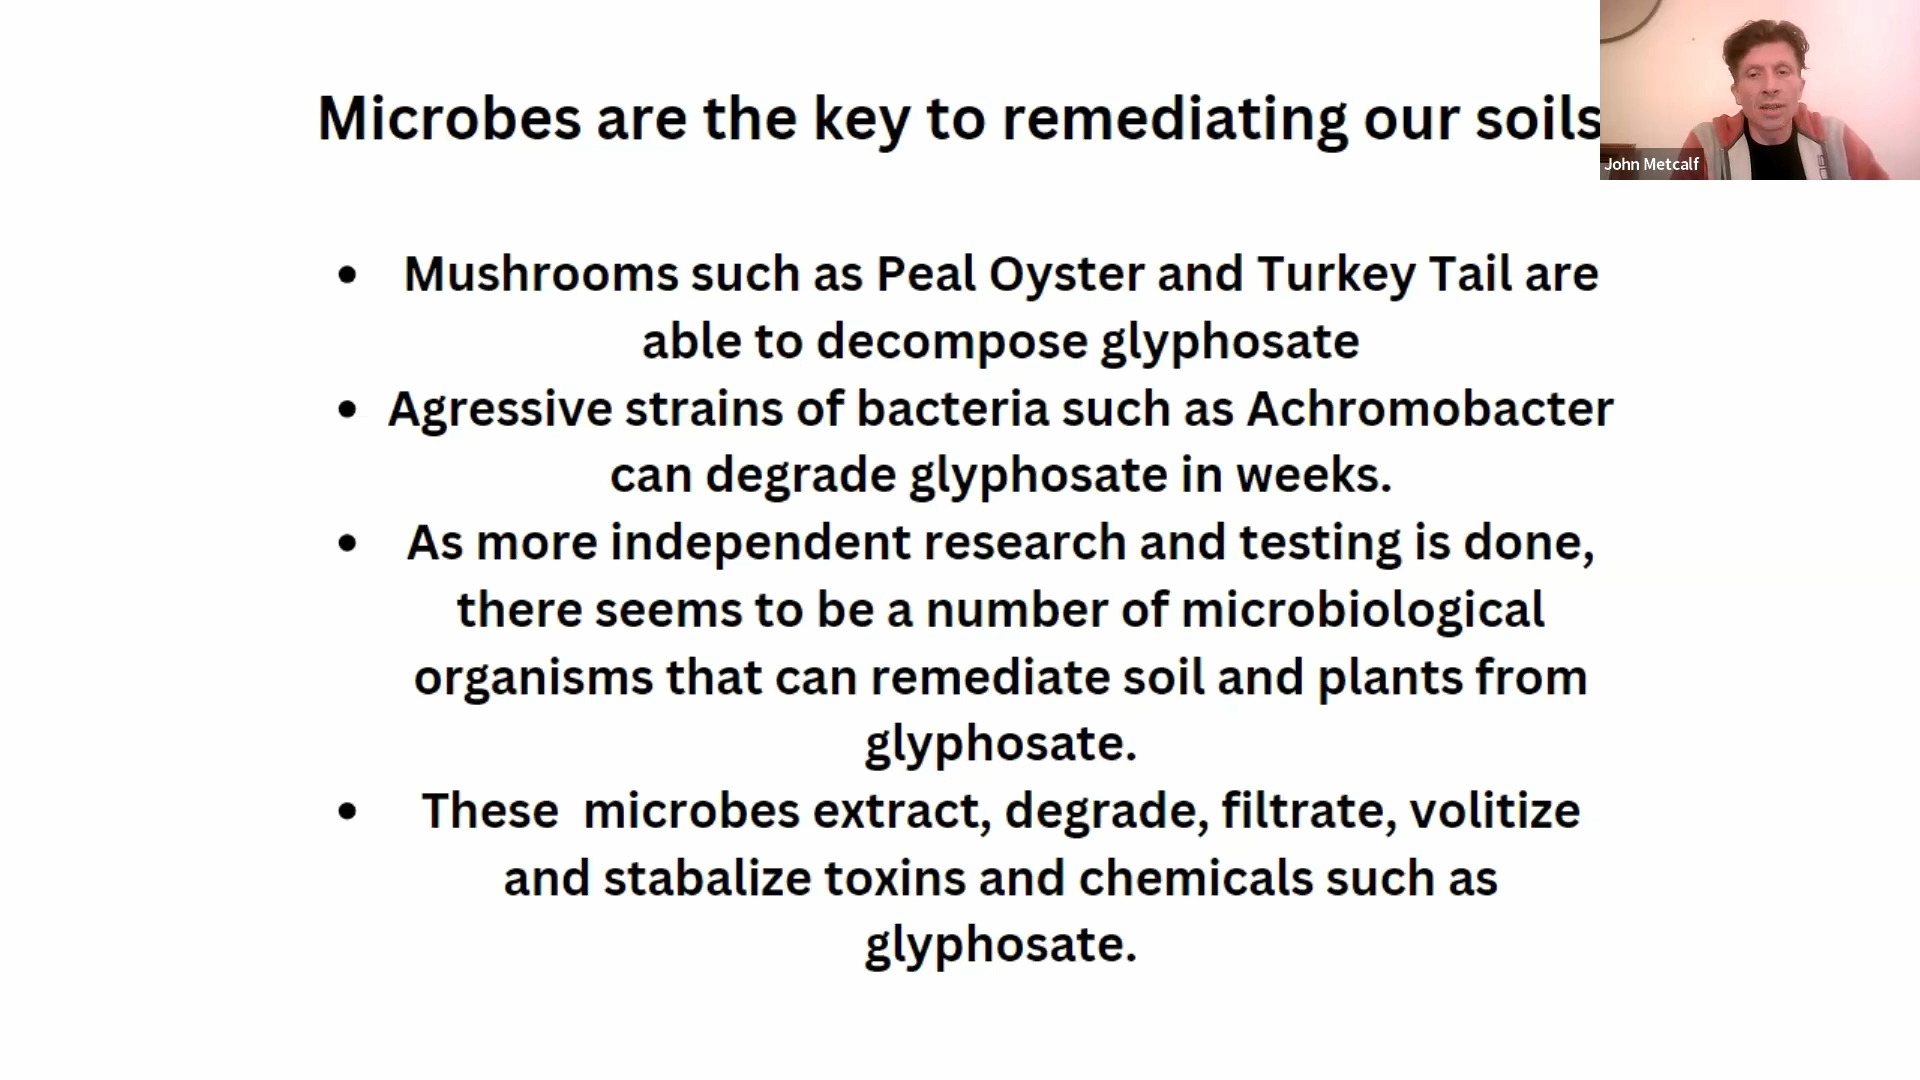 Microbes are the key to remediating our soils
John Metcalf
• Mushrooms such as Peal Oyster and Turkey Tail are
able to decompose glyphosate
• Agressive strains of bacteria such as Achromobacter
can degrade glyphosate in weeks.
• As more independent research and testing is done,
there seems to be a number of microbiological
organisms that can remediate soil and plants from
glyphosate.
• These microbes extract, degrade, filtrate, volitize
and stabalize toxins and chemicals such as
glyphosate.